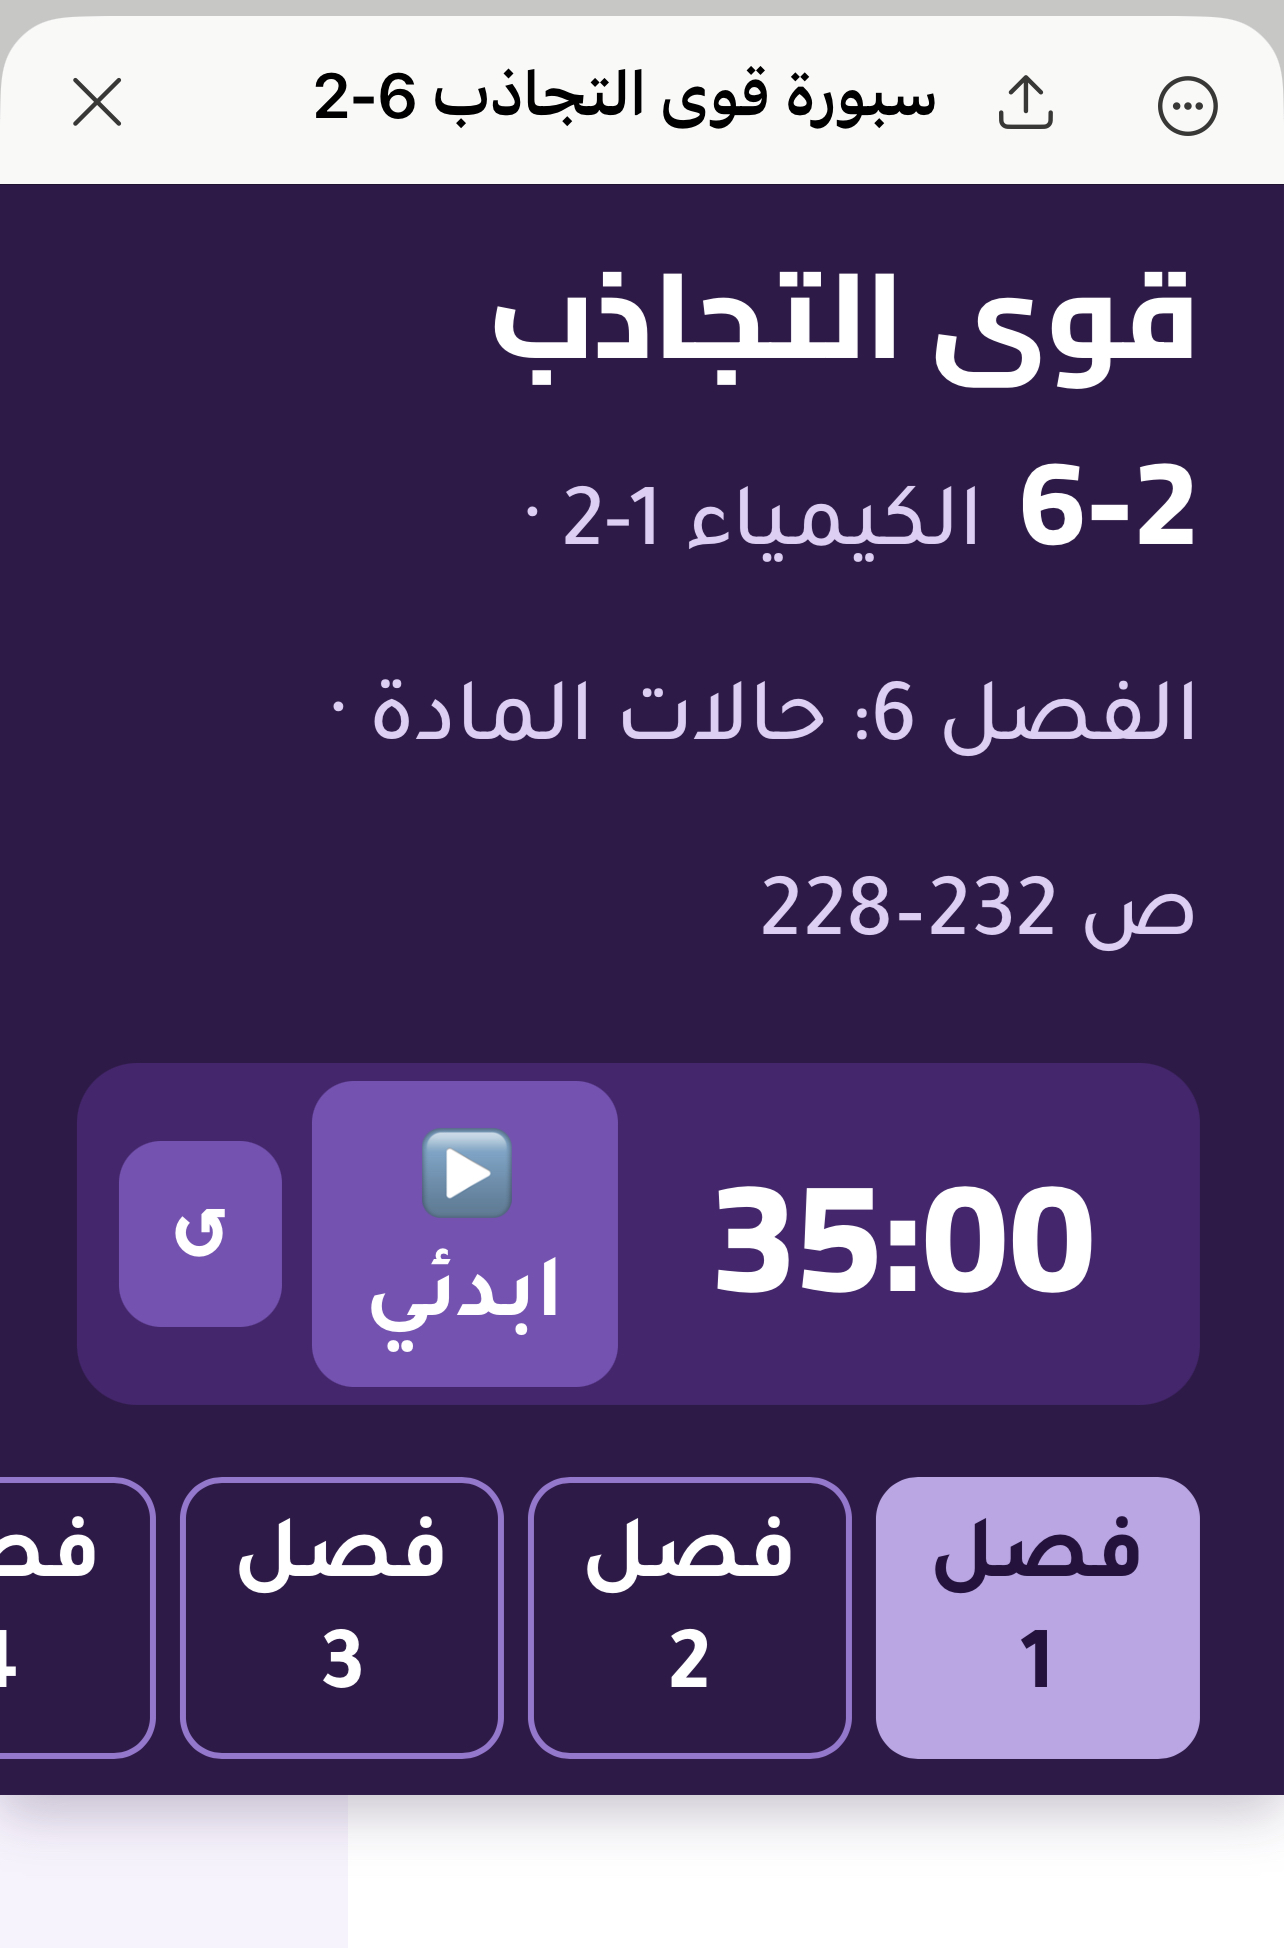 سبورة قوى التجاذب 6-2
قوى التجاذب
6-2 الكيمياء 1-2 ·
الفصل 6: حالات المادة ·
ص 232-228
35:00
ابدئي
فصل 1
فصل 2
فصل 3
4